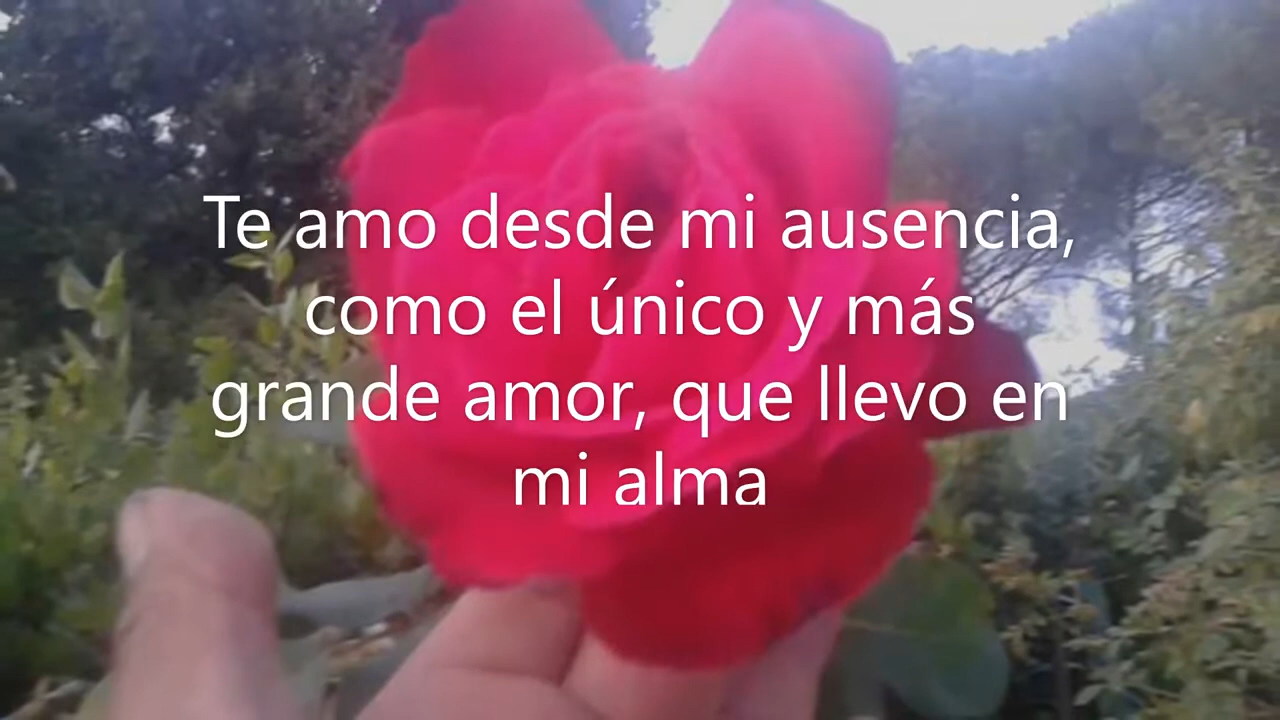 Te amo desde mi ausencia,
como el único y más
grande amor, que llevo en
mi alma